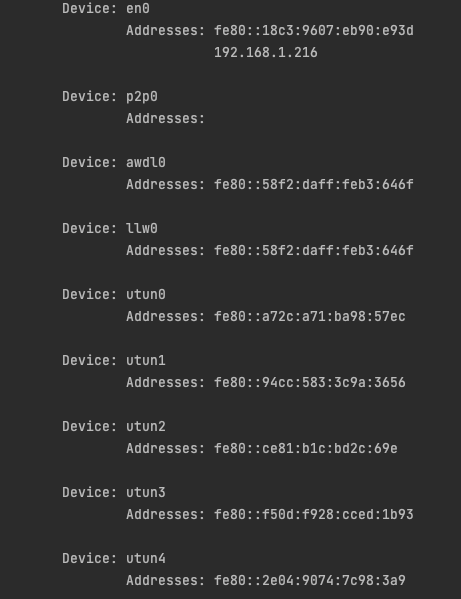 Device: en0
Addresses: fe80::18c3:9607:eb90:e93d
192.168.1.216
Device: p2p0
Addresses:
Device: awdl0
Addresses: fe80::58f2:daff:feb3:646f
Device: llw0
Addresses: fe80::58f2:daff:feb3:646f
Device: utun0
Addresses: fe80::a72c:a71:ba98:57ec
Device: utun1
Addresses: fe80::94cc:583:3c9a:3656
Device: utun2
Addresses: fe80::ce81:b1c:bd2c:69e
Device: utun3
Addresses: fe80::f50d:f928:cced:1b93
Device: utun4
Addresses: fe80::2e04:9074:7c98:3a9